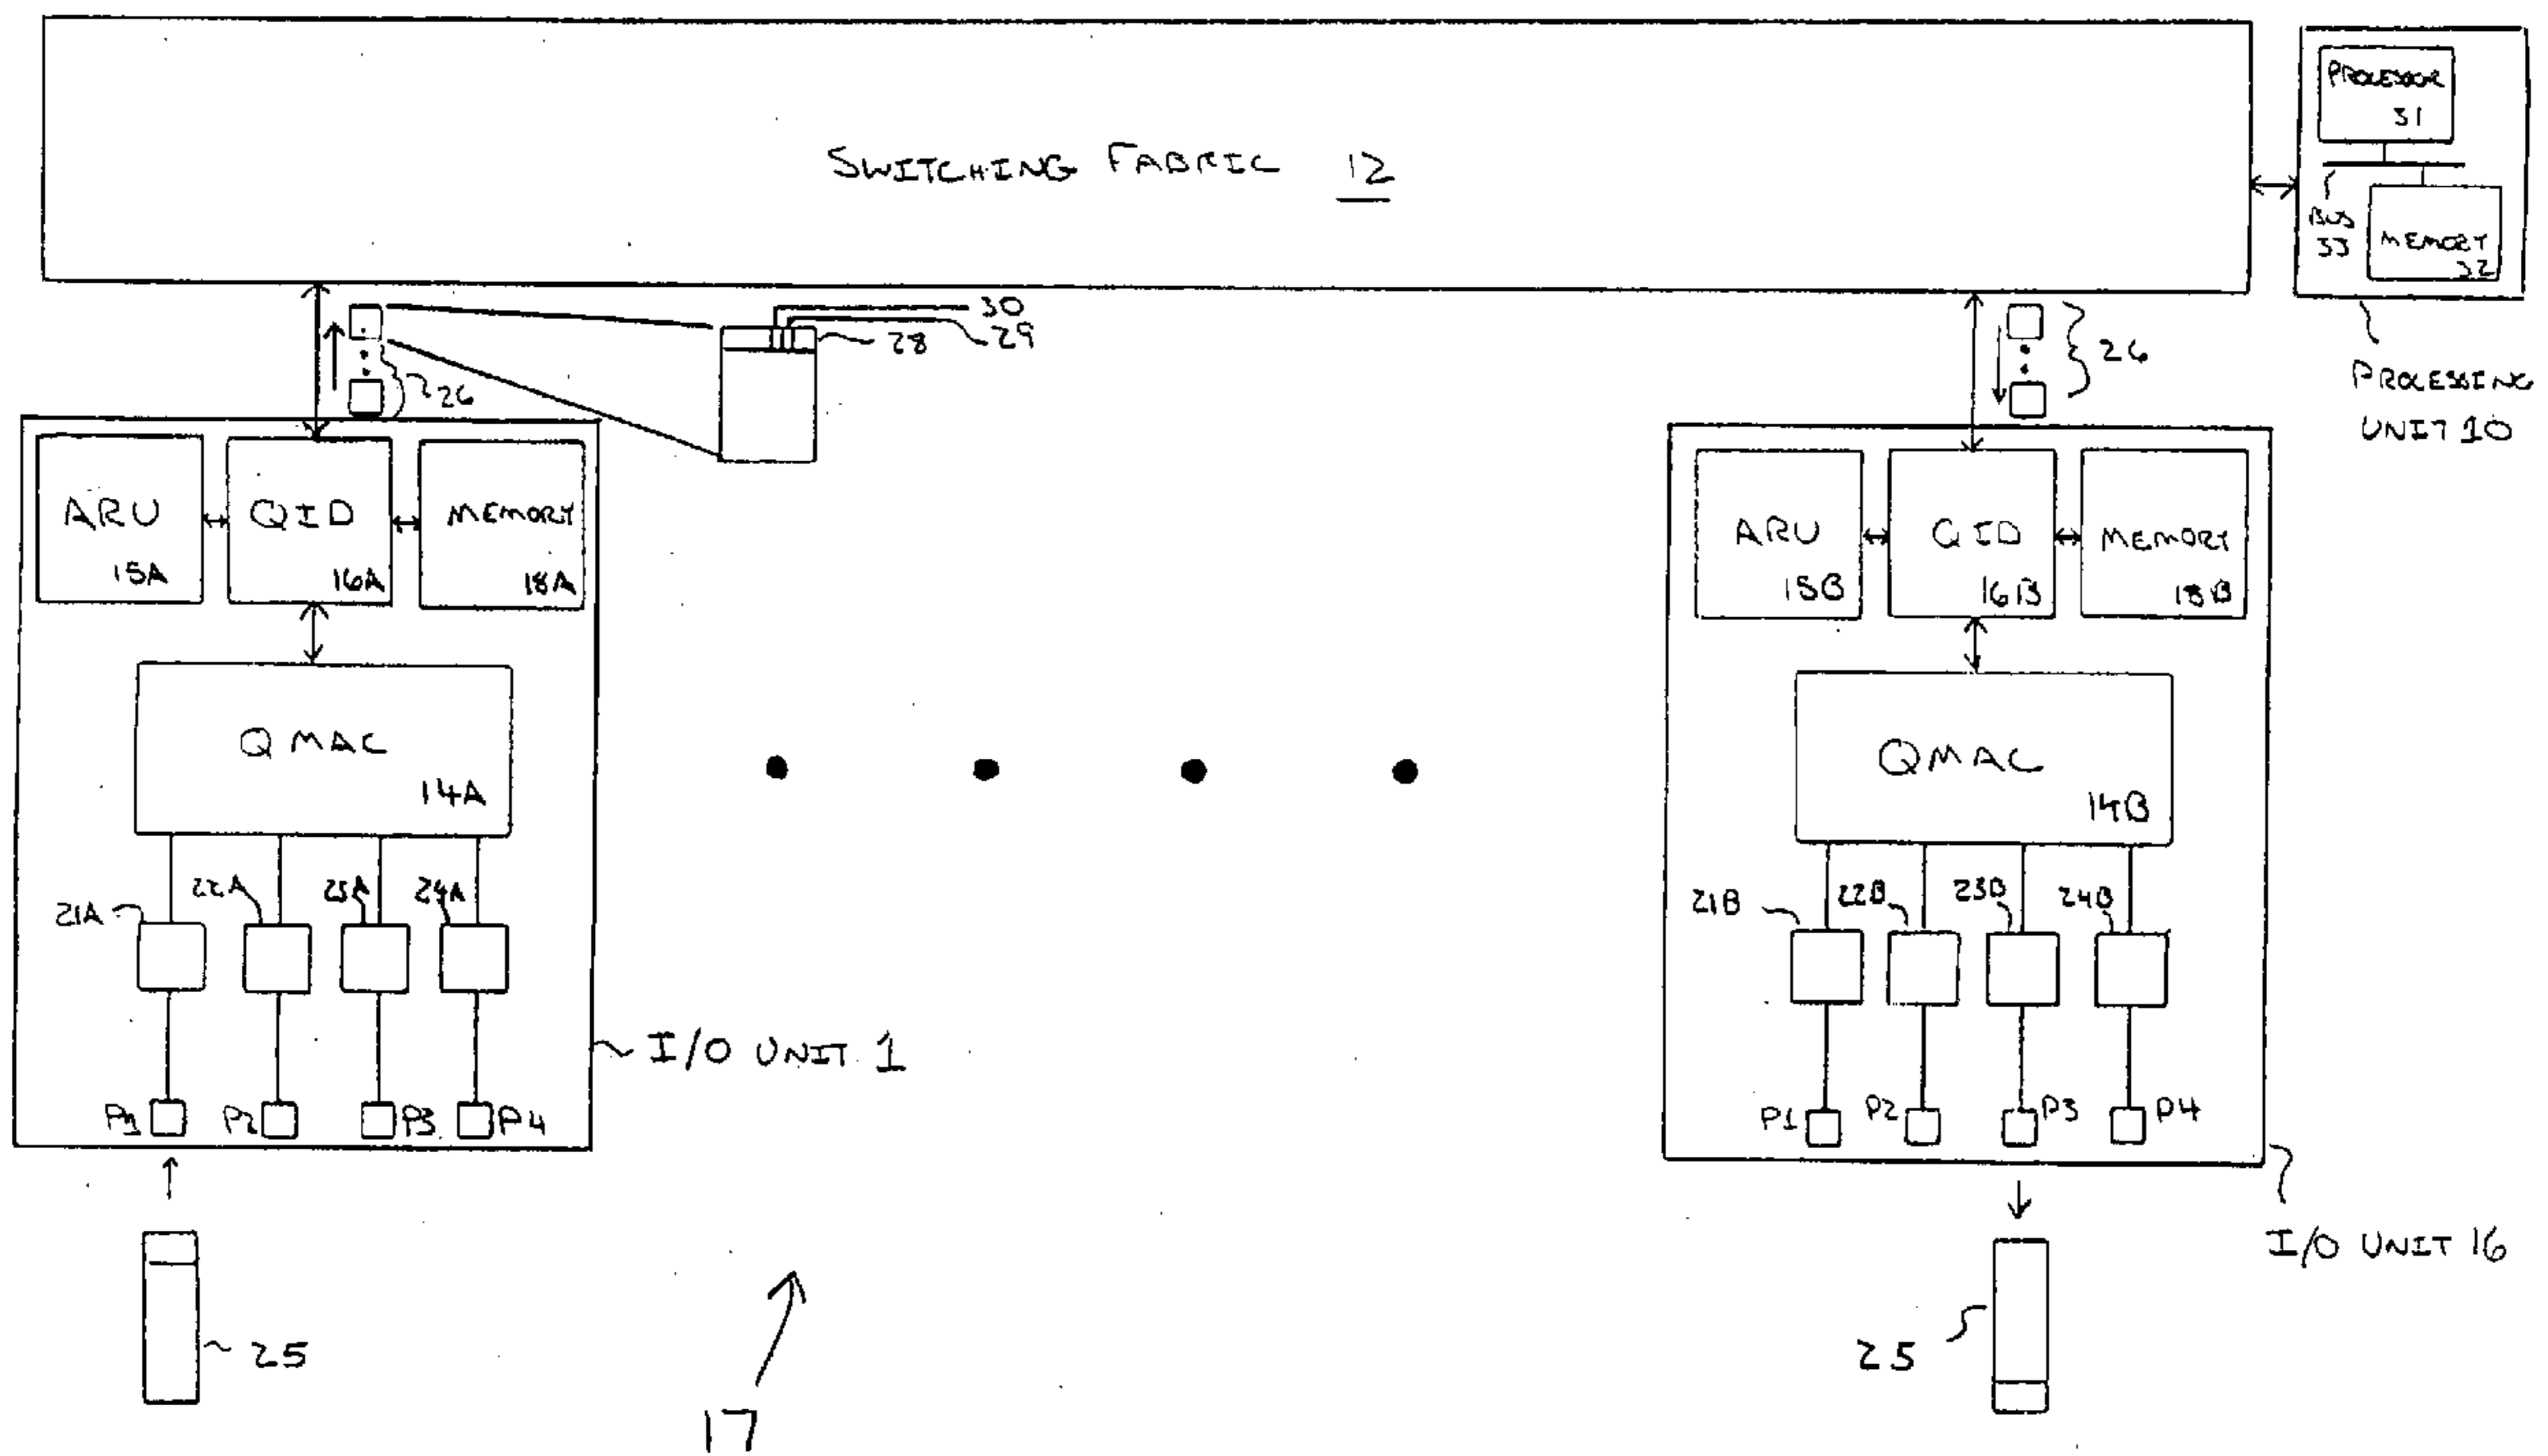 SWITCHING FABRIC 12
PROCESSOR
31
BUS
33
MEMORY
32
PROCESSING
UNIT 10
30
29
28
26
26
ARU
15A
QID
16A
MEMORY
18A
QMAC
14A
21A
22A
23A
24A
P1
P2
P3
P4
I/O UNIT 1
25
ARU
15B
QID
16B
MEMORY
18B
QMAC
14B
21B
22B
23B
24B
P1
P2
P3
P4
I/O UNIT 16
25
17